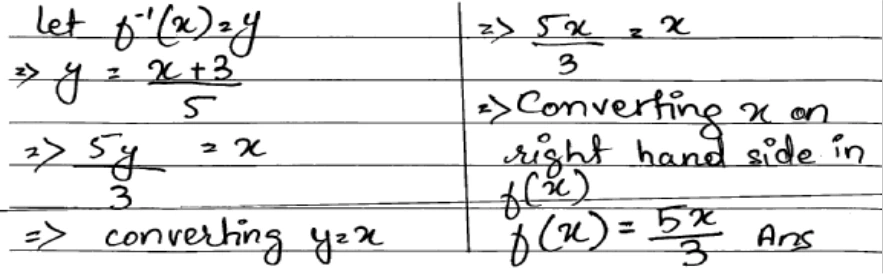 let f⁻¹(x)=y
=> y = (x+3)/5
=> 5y/3 = x
=> converting y=x
=> 5x/3 = x
=> Converting x on
right hand side in
f(x)
f(x) = 5x/3 Ans